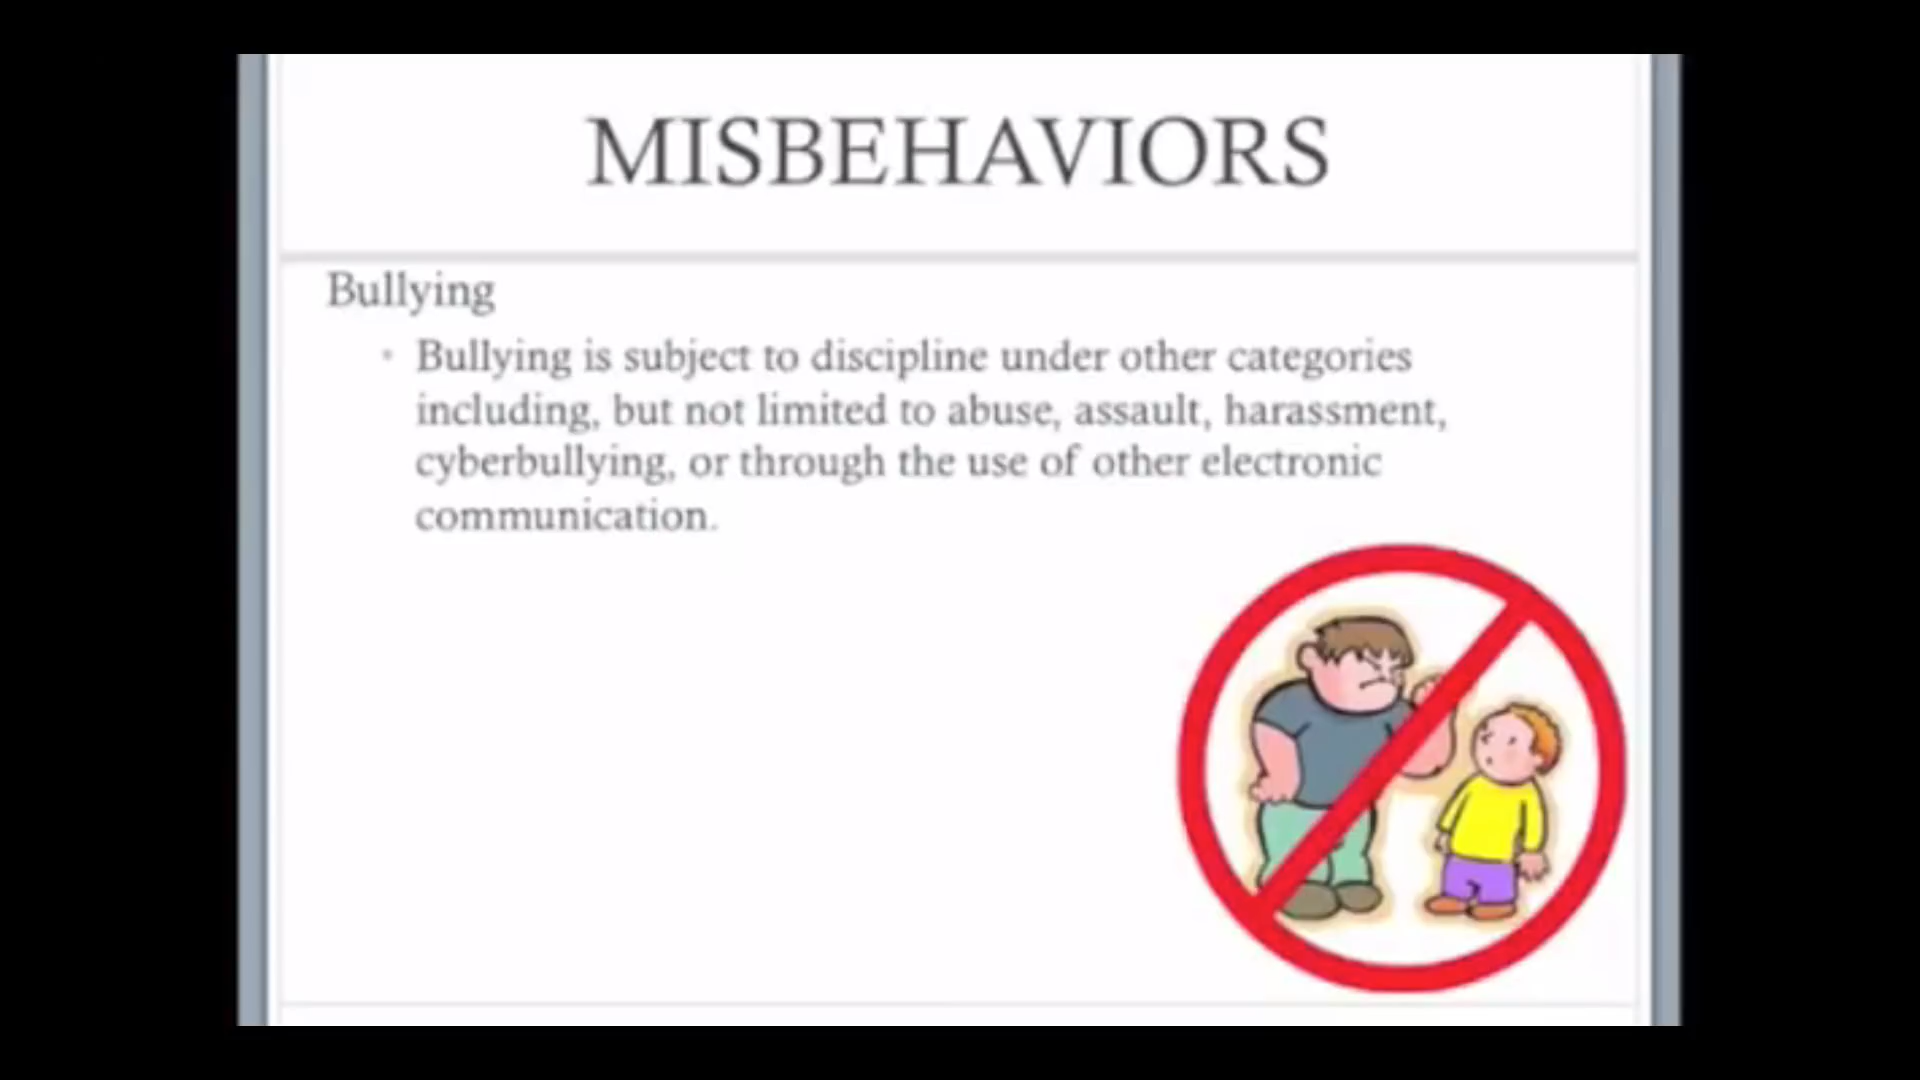 MISBEHAVIORS
Bullying
• Bullying is subject to discipline under other categories
including, but not limited to abuse, assault, harassment,
cyberbullying, or through the use of other electronic
communication.